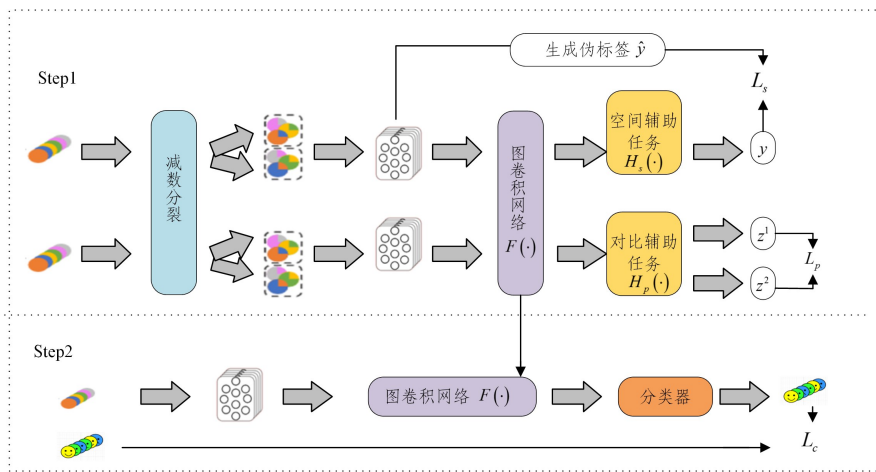 生成伪标签 ŷ
Step1
L_s
减数分裂
图卷积网络 F(·)
空间辅助
任务
H_s(·)
y
对比辅助
任务
H_p(·)
z^1
L_p
z^2
Step2
图卷积网络 F(·)
分类器
L_c